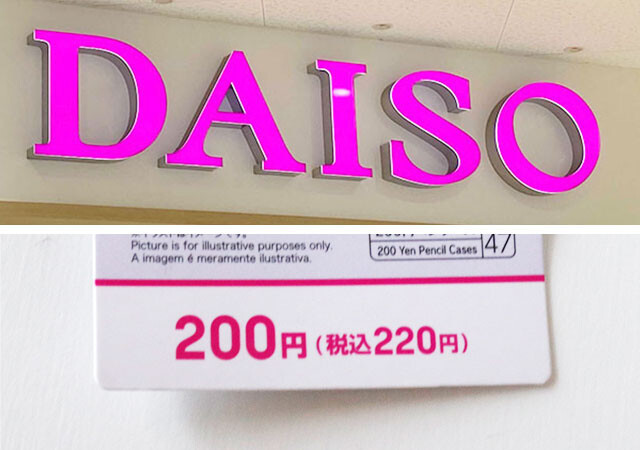 DAISO
Picture is for illustrative purposes only.
A imagem é meramente ilustrativa.
200 Yen Pencil Cases
47
200円(税込220円)